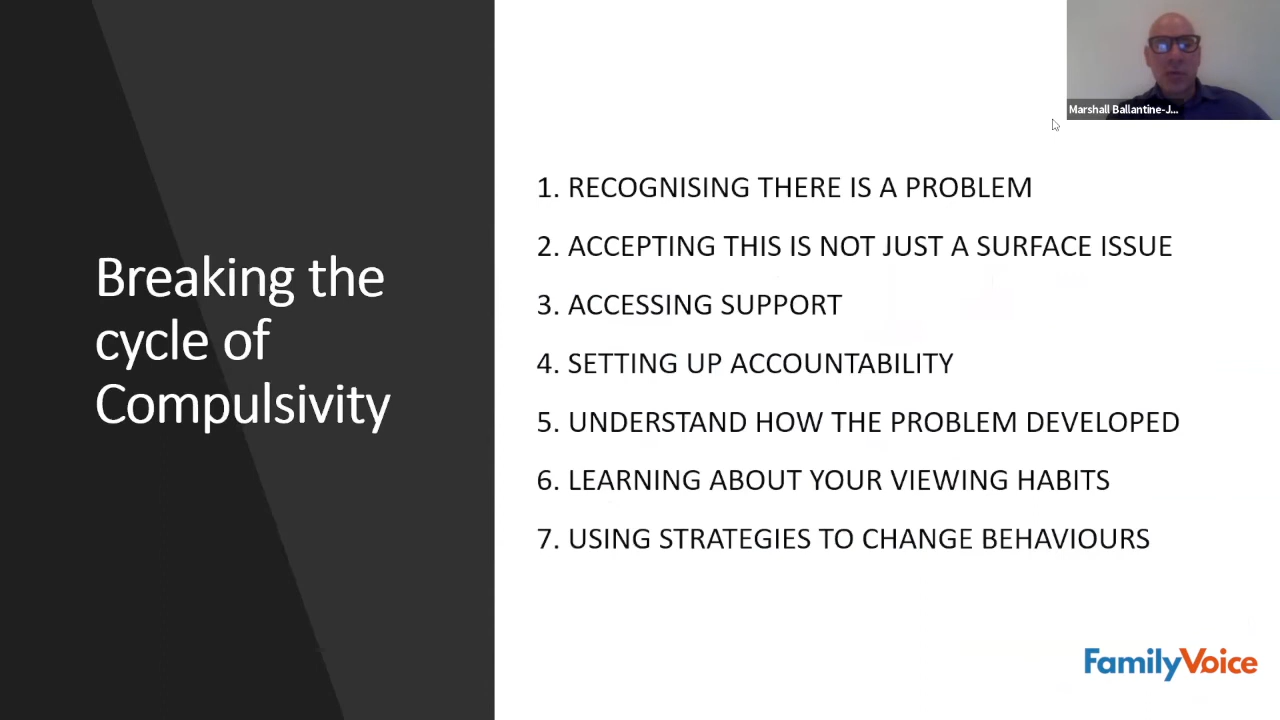 Breaking the
cycle of
Compulsivity
1. RECOGNISING THERE IS A PROBLEM
2. ACCEPTING THIS IS NOT JUST A SURFACE ISSUE
3. ACCESSING SUPPORT
4. SETTING UP ACCOUNTABILITY
5. UNDERSTAND HOW THE PROBLEM DEVELOPED
6. LEARNING ABOUT YOUR VIEWING HABITS
7. USING STRATEGIES TO CHANGE BEHAVIOURS
Marshall Ballantine-J...
FamilyVoice